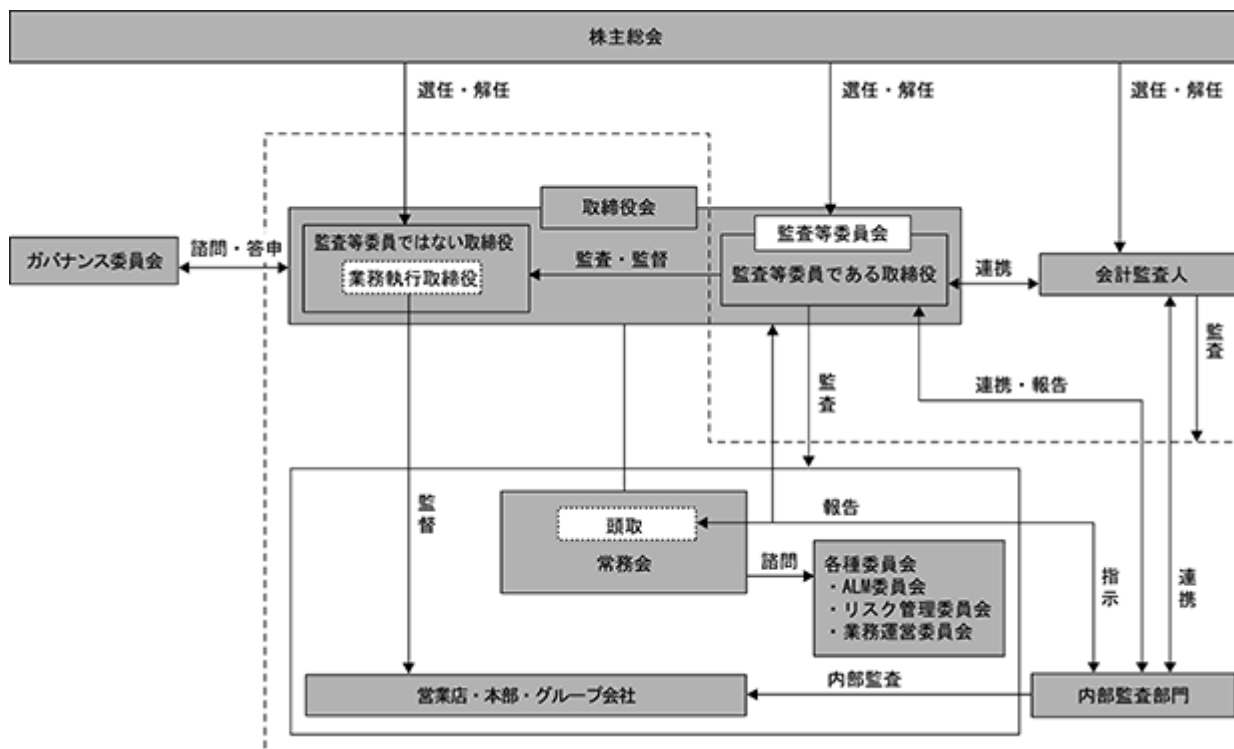 株主総会
選任・解任
選任・解任
選任・解任
取締役会
監査等委員ではない取締役
業務執行取締役
監査・監督
監査等委員会
監査等委員である取締役
ガバナンス委員会
諮問・答申
連携
会計監査人
監査
監査
連携・報告
監督
頭取
常務会
報告
諮問
各種委員会
・ALM委員会
・リスク管理委員会
・業務運営委員会
指示
連携
営業店・本部・グループ会社
内部監査
内部監査部門